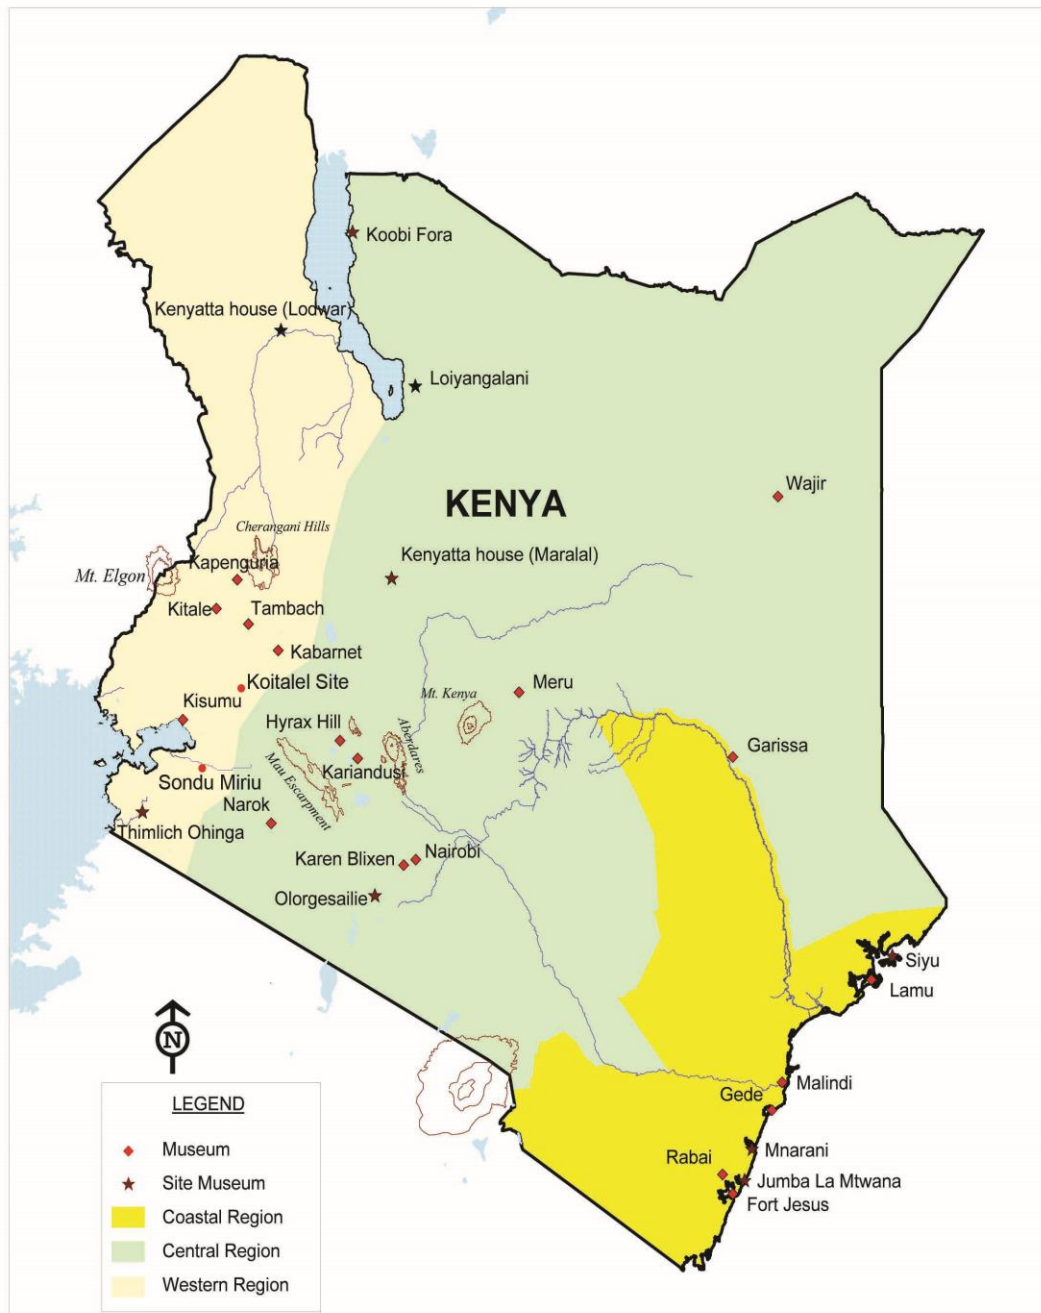 Koobi Fora
Kenyatta house (Lodwar)
Loiyangalani
Wajir
KENYA
Cherangani Hills
Kapenguria
Mt. Elgon
Kenyatta house (Maralal)
Kitale
Tambach
Kabarnet
Koitalel Site
Meru
Mt. Kenya
Kisumu
Hyrax Hill
Aberdares
Garissa
Kariandusi
Mau Escarpment
Sondu Miriu
Narok
Thimlich Ohinga
Karen Blixen
Nairobi
Olorgesailie
Siyu
Lamu
N
Malindi
Gede
Mnarani
Rabai
Jumba La Mtwana
Fort Jesus
LEGEND
Museum
Site Museum
Coastal Region
Central Region
Western Region